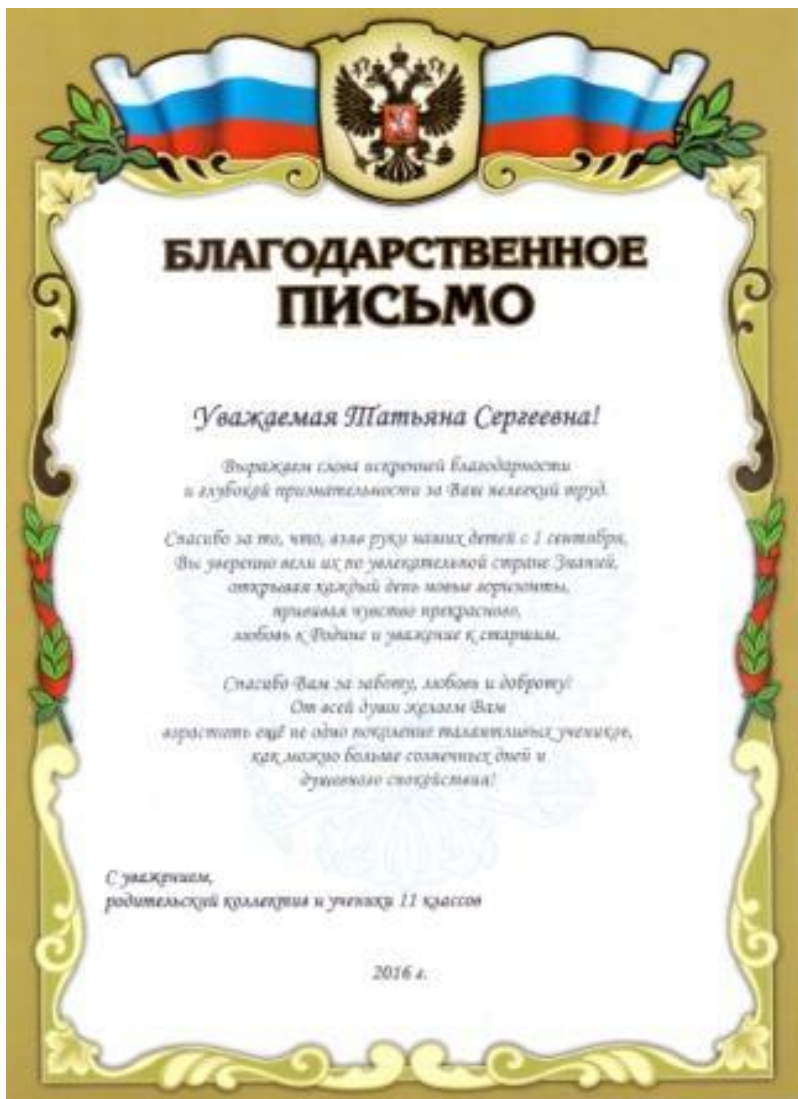 БЛАГОДАРСТВЕННОЕ
ПИСЬМО
Уважаемая Татьяна Сергеевна!
Выражаем слова искренней благодарности
и глубокой признательности за Ваш нелегкий труд.
Спасибо за то, что, взяв руки наших детей с 1 сентября,
Вы уверенно вели их по увлекательной стране Знаний,
открывая каждый день новые горизонты,
прививая чувство прекрасного,
любовь к Родине и уважение к старшим.
Спасибо Вам за заботу, любовь и доброту!
От всей души желаем Вам
взрастить ещё не одно поколение талантливых учеников,
как можно больше солнечных дней и
душевного спокойствия!
С уважением,
родительский коллектив и ученики 11 классов
2016 г.